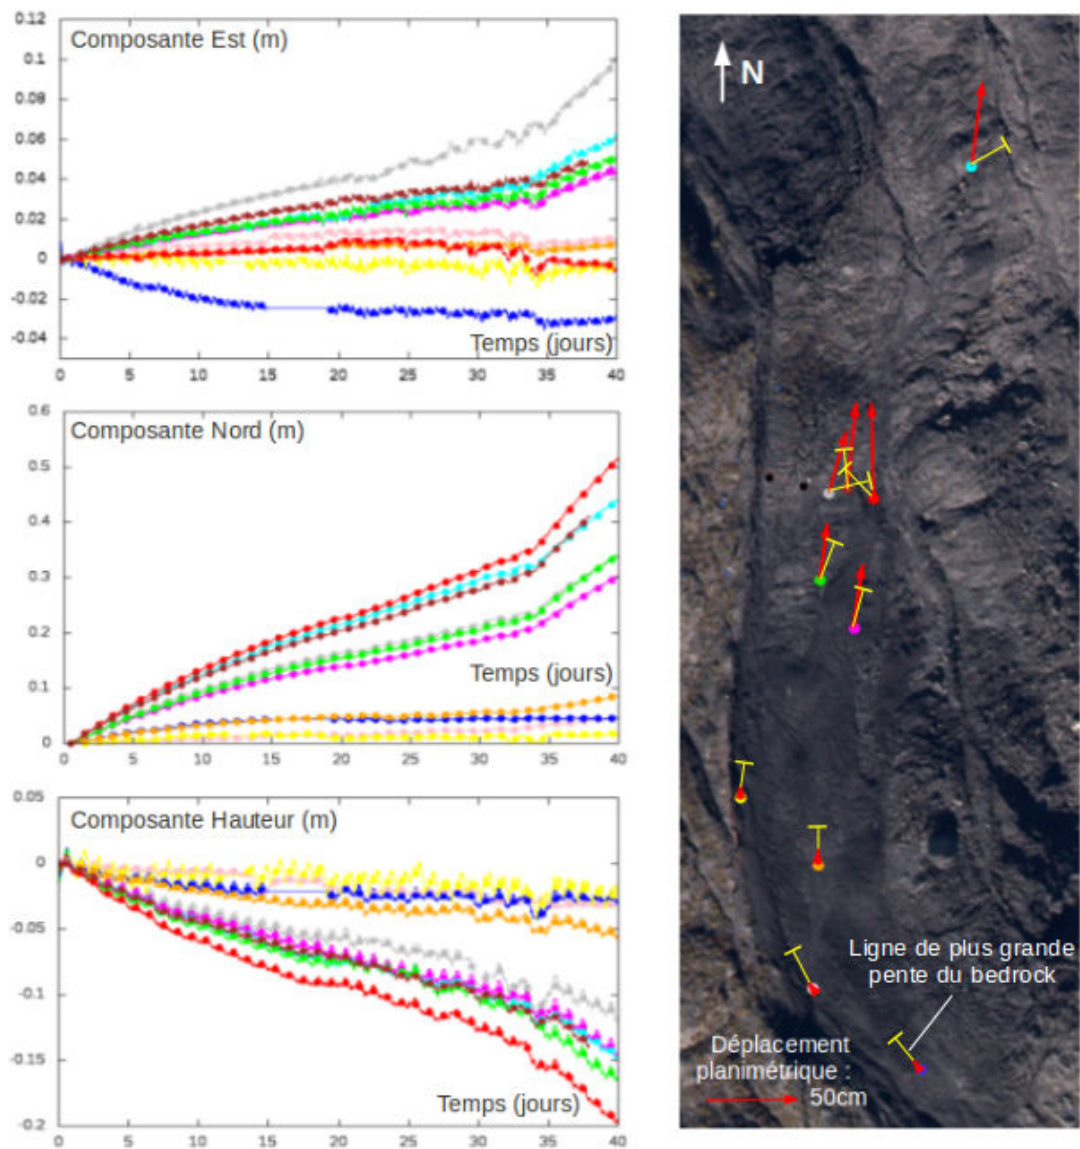 0.12
Composante Est (m)
0.1
0.08
0.06
0.04
0.02
0
-0.02
-0.04
Temps (jours)
0 5 10 15 20 25 30 35 40
0.6
Composante Nord (m)
0.5
0.4
0.3
0.2
Temps (jours)
0.1
0
0 5 10 15 20 25 30 35 40
0.05
Composante Hauteur (m)
0
-0.05
-0.1
-0.15
Temps (jours)
-0.2
0 5 10 15 20 25 30 35 40
N
Ligne de plus grande
pente du bedrock
Déplacement
planimétrique :
50cm